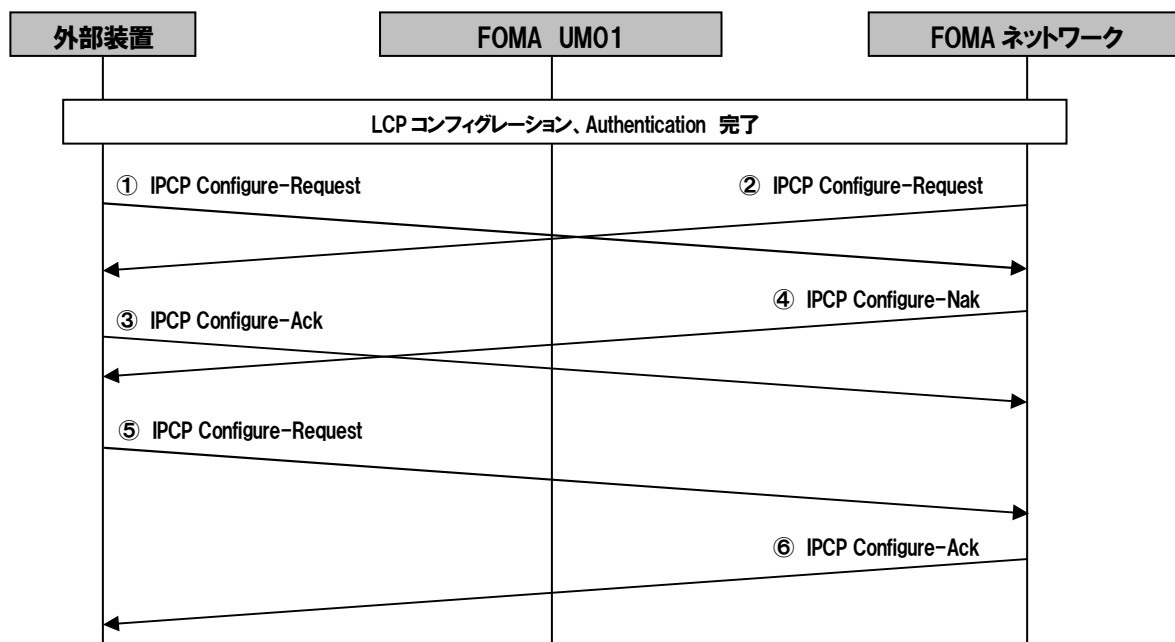 外部装置
FOMA UM01
FOMA ネットワーク
LCP コンフィグレーション、Authentication 完了
① IPCP Configure-Request
② IPCP Configure-Request
④ IPCP Configure-Nak
③ IPCP Configure-Ack
⑤ IPCP Configure-Request
⑥ IPCP Configure-Ack